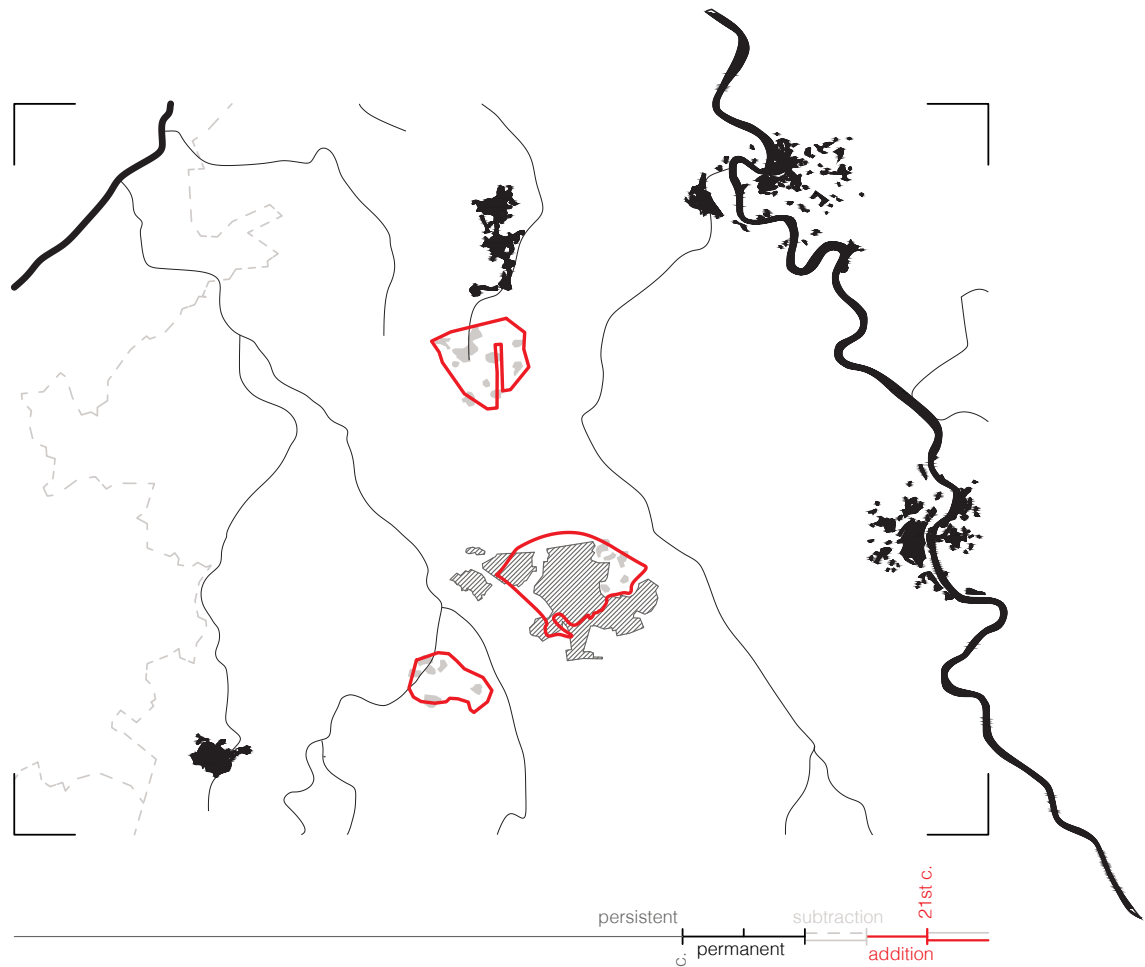 21st c.
persistent
subtraction
permanent
addition
c.